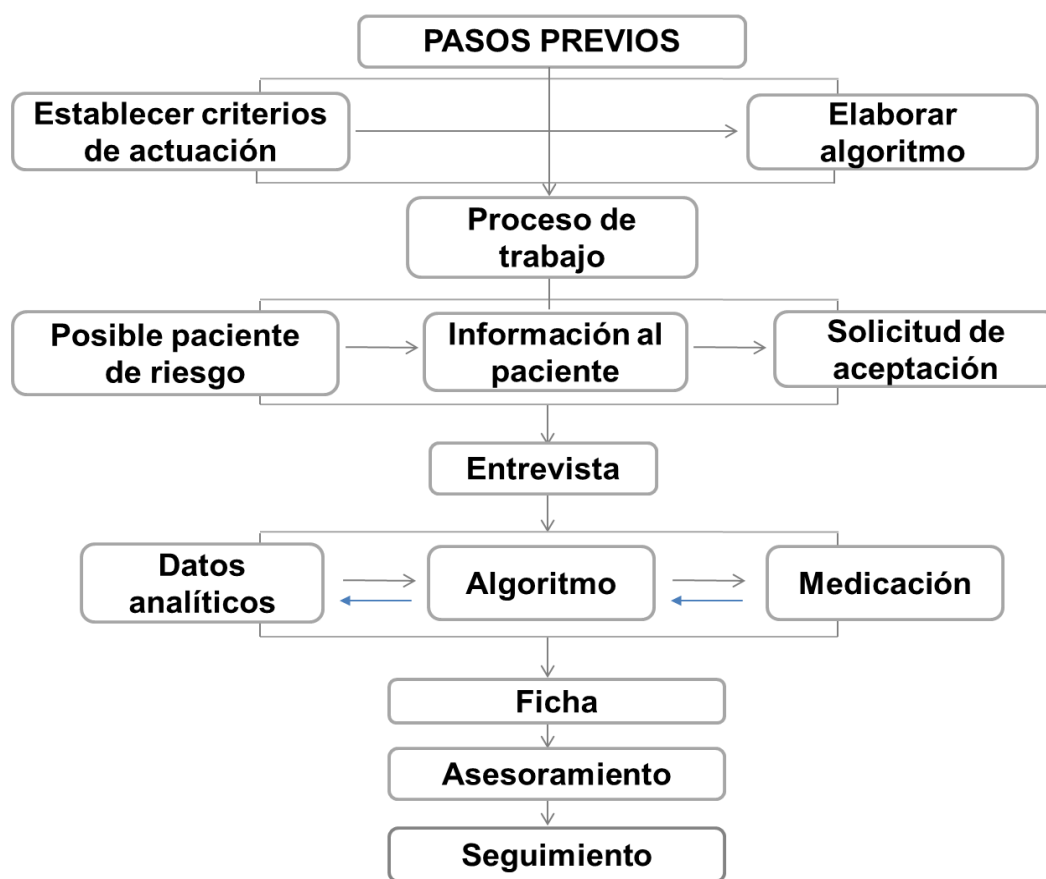 PASOS PREVIOS
Establecer criterios
de actuación
Elaborar
algoritmo
Proceso de
trabajo
Posible paciente
de riesgo
Información al
paciente
Solicitud de
aceptación
Entrevista
Datos
analíticos
Algoritmo
Medicación
Ficha
Asesoramiento
Seguimiento